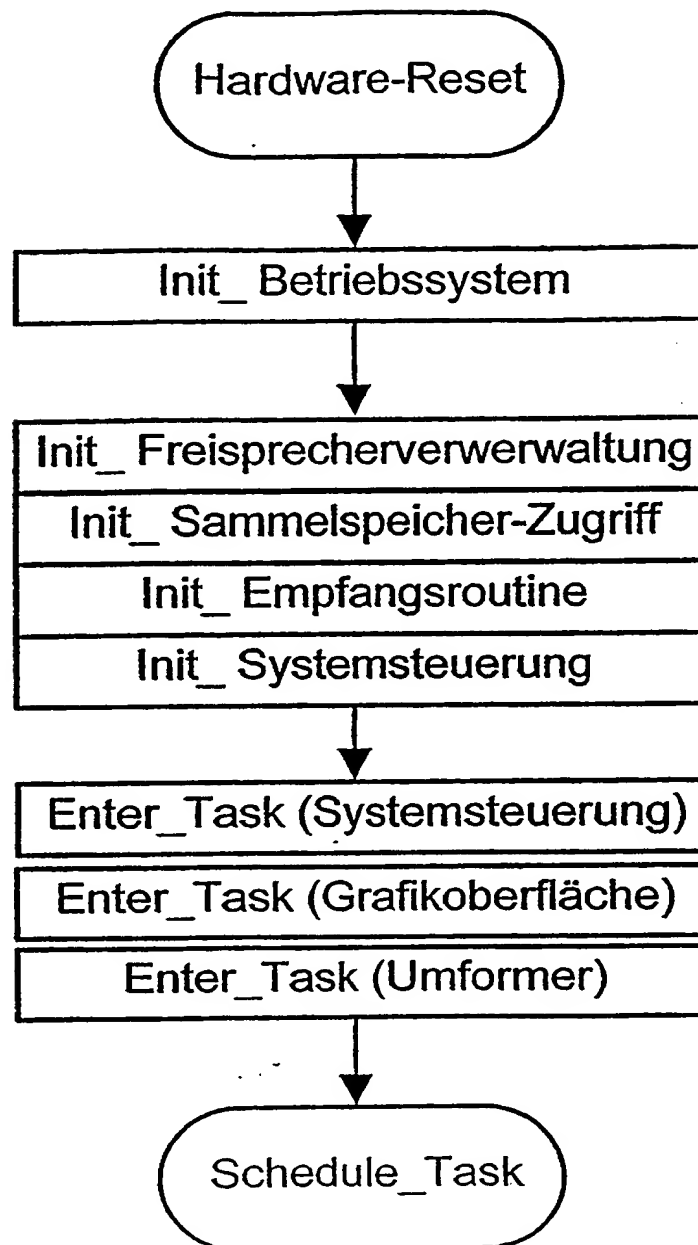 Hardware-Reset
Init_ Betriebssystem
Init_ Freisprecherverwerwaltung
Init_ Sammelspeicher-Zugriff
Init_ Empfangsroutine
Init_ Systemsteuerung
Enter_Task (Systemsteuerung)
Enter_Task (Grafikoberfläche)
Enter_Task (Umformer)
Schedule_Task